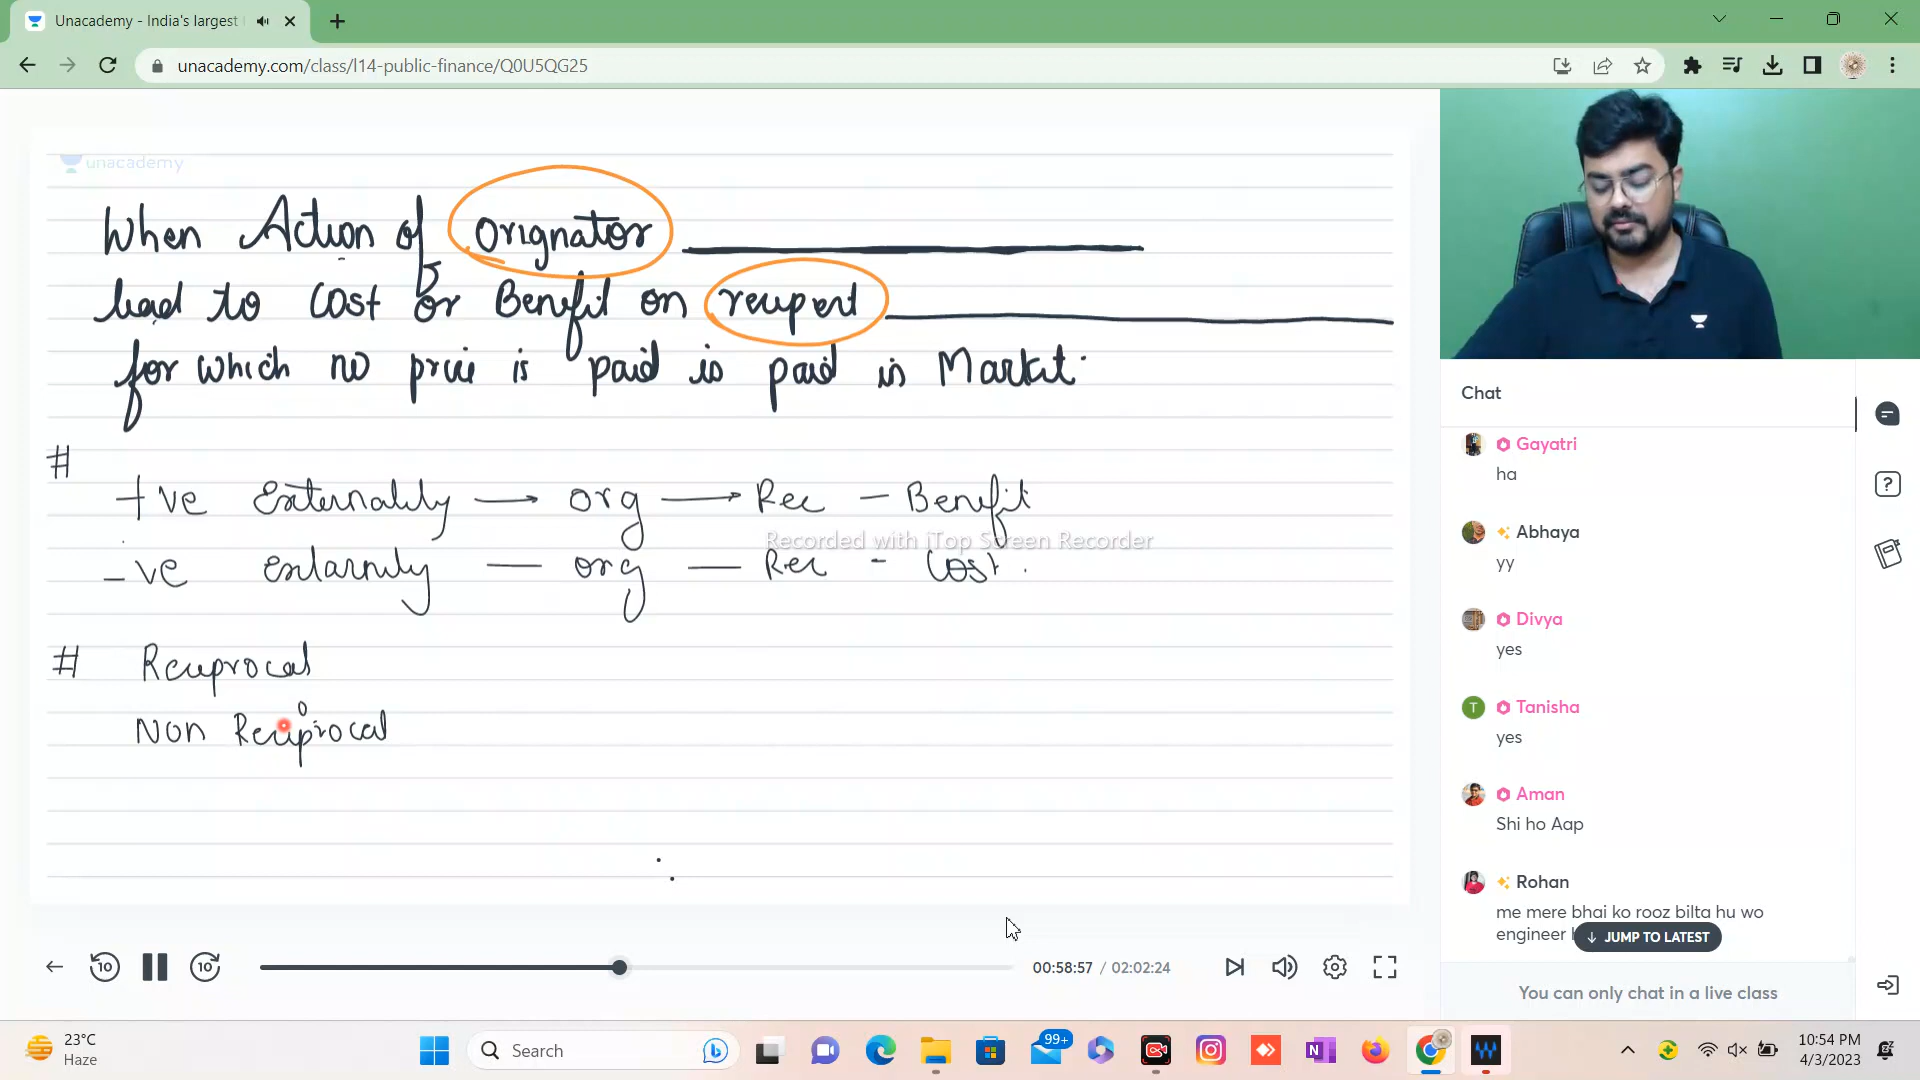 Unacademy - India's largest
unacademy.com/class/l14-public-finance/Q0U5QG25
unacademy
When Action of Orignator
lead to Cost or Benefit on
for which no price is paid is paid in Market.
#
+ve Externality → org → Rec - Benefit
Recorded with iTop Screen Recorder
-ve — org — Rec - Cost.
# Reciprocal
Non Reciprocal
10 10 00:58:57 / 02:02:24
Chat
Gayatri
ha
Abhaya
yy
Divya
yes
T Tanisha
yes
Aman
Shi ho Aap
Rohan
me mere bhai ko rooz bilta hu wo
engineer
↓ JUMP TO LATEST
You can only chat in a live class
23°C
Haze
Search
99+
10:54 PM
4/3/2023